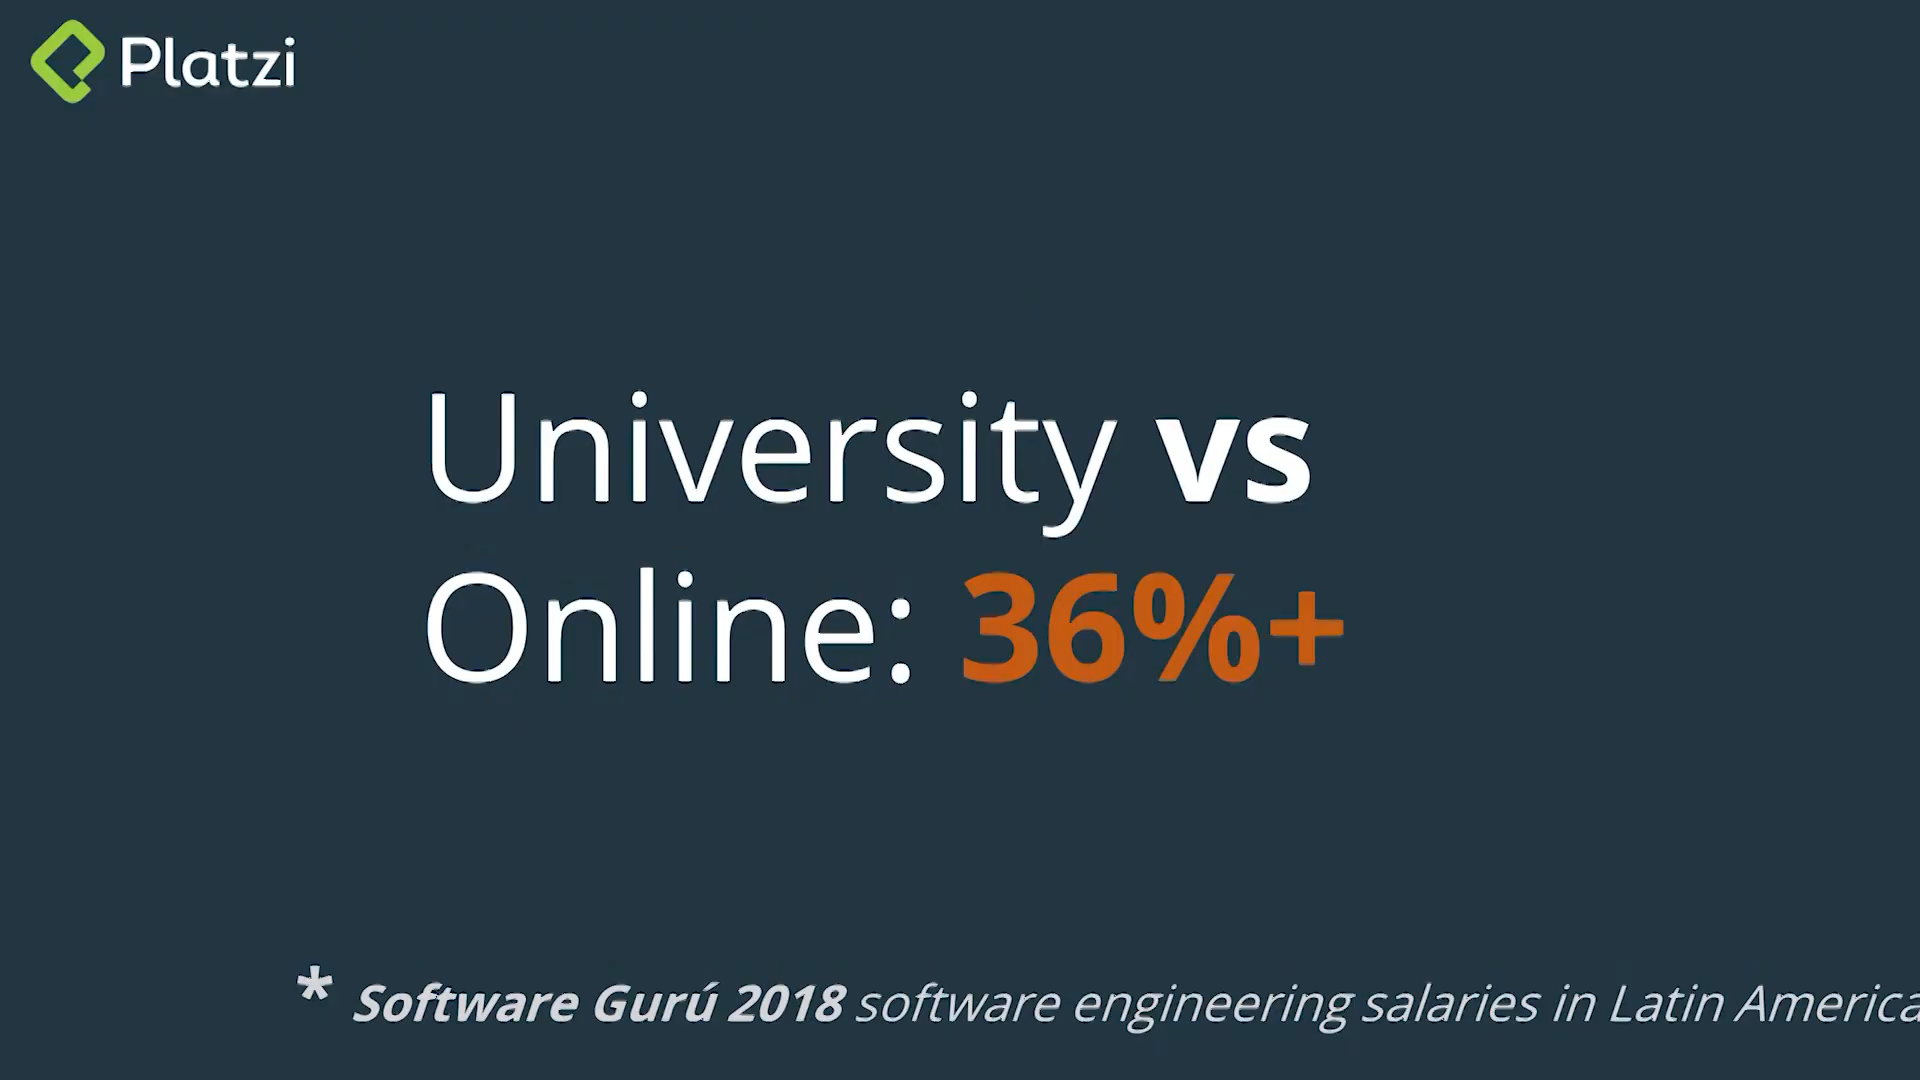 Platzi
University vs
Online: 36%+
* Software Gurú 2018 software engineering salaries in Latin America